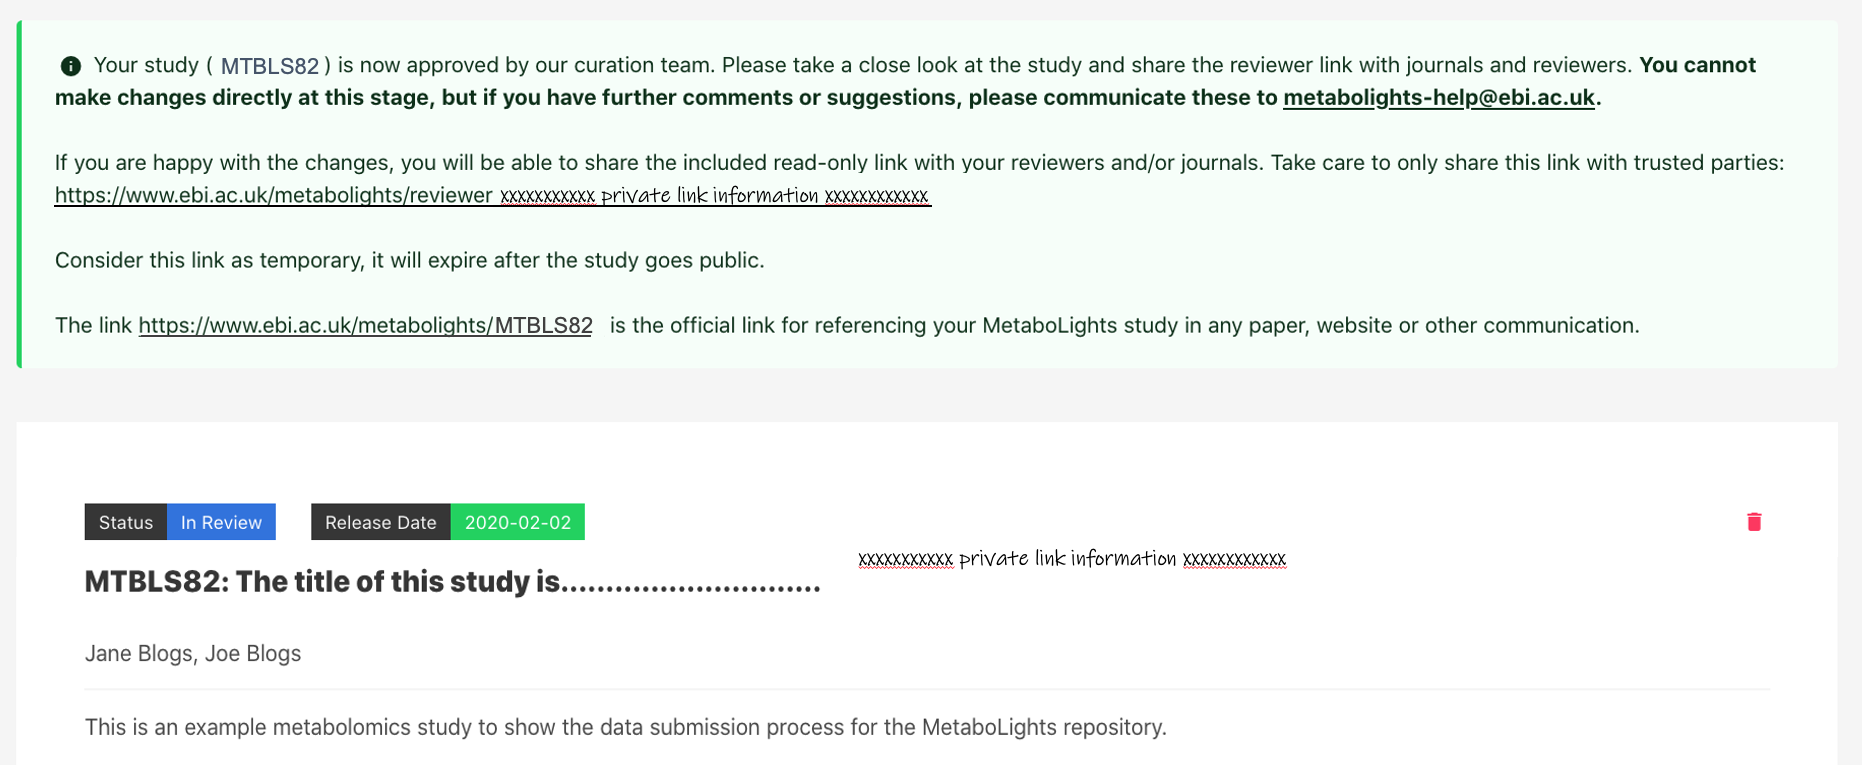 Your study ( MTBLS82 ) is now approved by our curation team. Please take a close look at the study and share the reviewer link with journals and reviewers. You cannot
make changes directly at this stage, but if you have further comments or suggestions, please communicate these to metabolights-help@ebi.ac.uk.
If you are happy with the changes, you will be able to share the included read-only link with your reviewers and/or journals. Take care to only share this link with trusted parties:
https://www.ebi.ac.uk/metabolights/reviewer xxxxxxxxxxx private link information xxxxxxxxxxxx
Consider this link as temporary, it will expire after the study goes public.
The link https://www.ebi.ac.uk/metabolights/MTBLS82 is the official link for referencing your MetaboLights study in any paper, website or other communication.
Status In Review Release Date 2020-02-02
xxxxxxxxxxx private link information xxxxxxxxxxxx
MTBLS82: The title of this study is.............................
Jane Blogs, Joe Blogs
This is an example metabolomics study to show the data submission process for the MetaboLights repository.